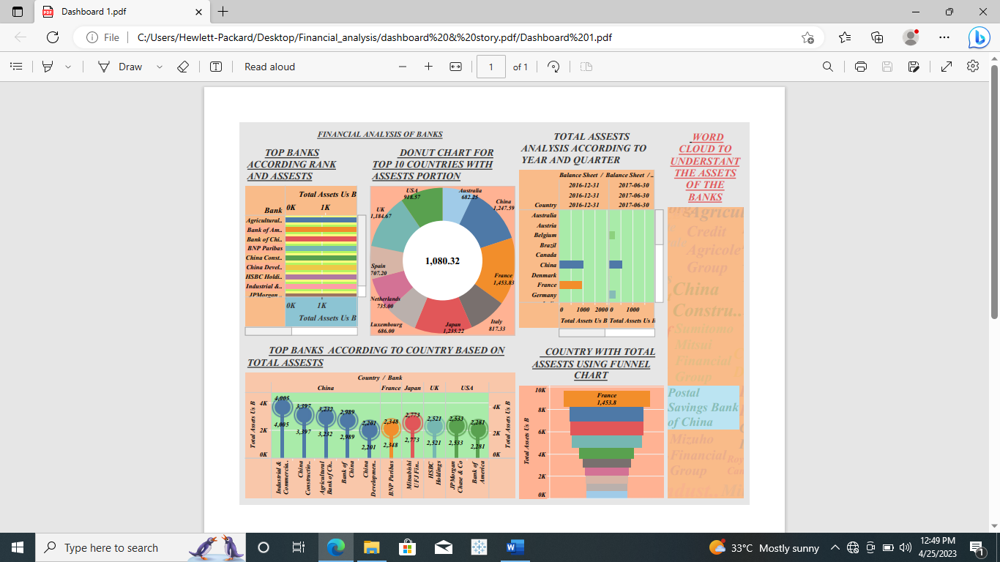 Dashboard 1.pdf
File
C:/Users/Hewlett-Packard/Desktop/Financial_analysis/dashboard%20&%20story.pdf/Dashboard%201.pdf
Draw
Read aloud
1
of 1
FINANCIAL ANALYSIS OF BANKS
TOP BANKS
ACCORDING RANK
AND ASSESTS
Total Assets Us B
Bank
0K 1K
Agricultural..
Bank of Am..
Bank of Chi..
BNP Paribas
China Const..
China Devel..
HSBC Holdi..
Industrial &..
JPMorgan ..
0K 1K
Total Assets Us B
DONUT CHART FOR
TOP 10 COUNTRIES WITH
ASSESTS PORTION
USA
918.57
Australia
682.25
China
1,247.59
UK
1,184.67
1,080.32
Spain
707.20
France
1,453.83
Netherlands
735.00
Luxembourg
686.00
Japan
1,235.22
Italy
817.33
TOTAL ASSESTS
ANALYSIS ACCORDING TO
YEAR AND QUARTER
Balance Sheet / Balance Sheet / ..
2016-12-31 2017-06-30
2016-12-31 2017-06-30
Country 2016-12-31 2017-06-30
Australia
Austria
Belgium
Brazil
Canada
China
Denmark
France
Germany
0 1000 2000 0 1000
Total Assets Us B Total Assets Us B
WORD
CLOUD TO
UNDERSTANT
THE ASSETS
OF THE
BANKS
Agricul
Credit
Agricole
Group
China
Constru..
Sumitomo
Mitsui
Financial
Group
Postal
Savings Bank
of China
Mizuho
Financial
Group
TOP BANKS ACCORDING TO COUNTRY BASED ON
TOTAL ASSESTS
Country / Bank
China France Japan UK USA
Total Assets Us B
4K
2K
0K
4,005 3,397 3,232 2,989 2,201 2,348 2,773 2,521 2,533 2,281
4,005 3,397 3,232 2,989 2,201 2,348 2,773 2,521 2,533 2,281
4K
2K
0K
Total Assets Us B
Industrial &
Commercia..
China
Constructio..
Agricultural
Bank of Ch..
Bank of
China
China
Developmen..
BNP Paribas
Mitsubishi
UFJ Fin..
HSBC
Holdings
JPMorgan
Chase & Co
Bank of
America
COUNTRY WITH TOTAL
ASSESTS USING FUNNEL
CHART
Total Assets Us B
10K
8K
6K
4K
2K
0K
France
1,453.8
Type here to search
33°C Mostly sunny
12:49 PM
4/25/2023
1